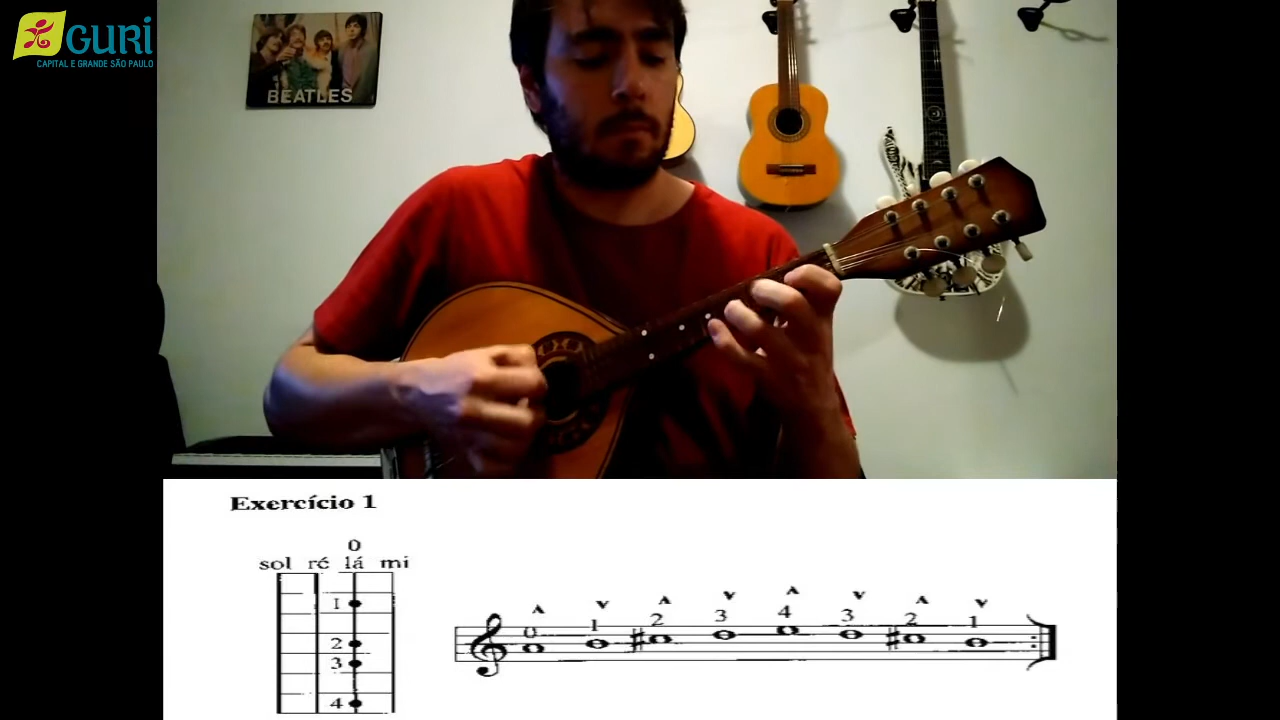 GURI
CAPITAL E GRANDE SÃO PAULO
BEATLES
Exercício 1
0
sol ré lá mi
1
2
3
4
0 1 2 3 4 3 2 1